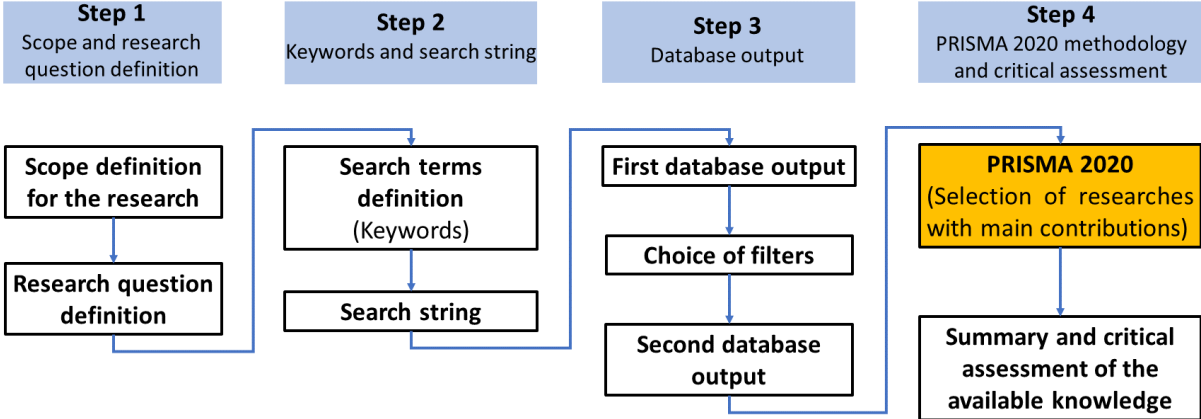 Step 1
Scope and research
question definition
Step 2
Keywords and search string
Step 3
Database output
Step 4
PRISMA 2020 methodology
and critical assessment
Scope definition
for the research
Research question
definition
Search terms
definition
(Keywords)
Search string
First database output
Choice of filters
Second database
output
PRISMA 2020
(Selection of researches
with main contributions)
Summary and critical
assessment of the
available knowledge